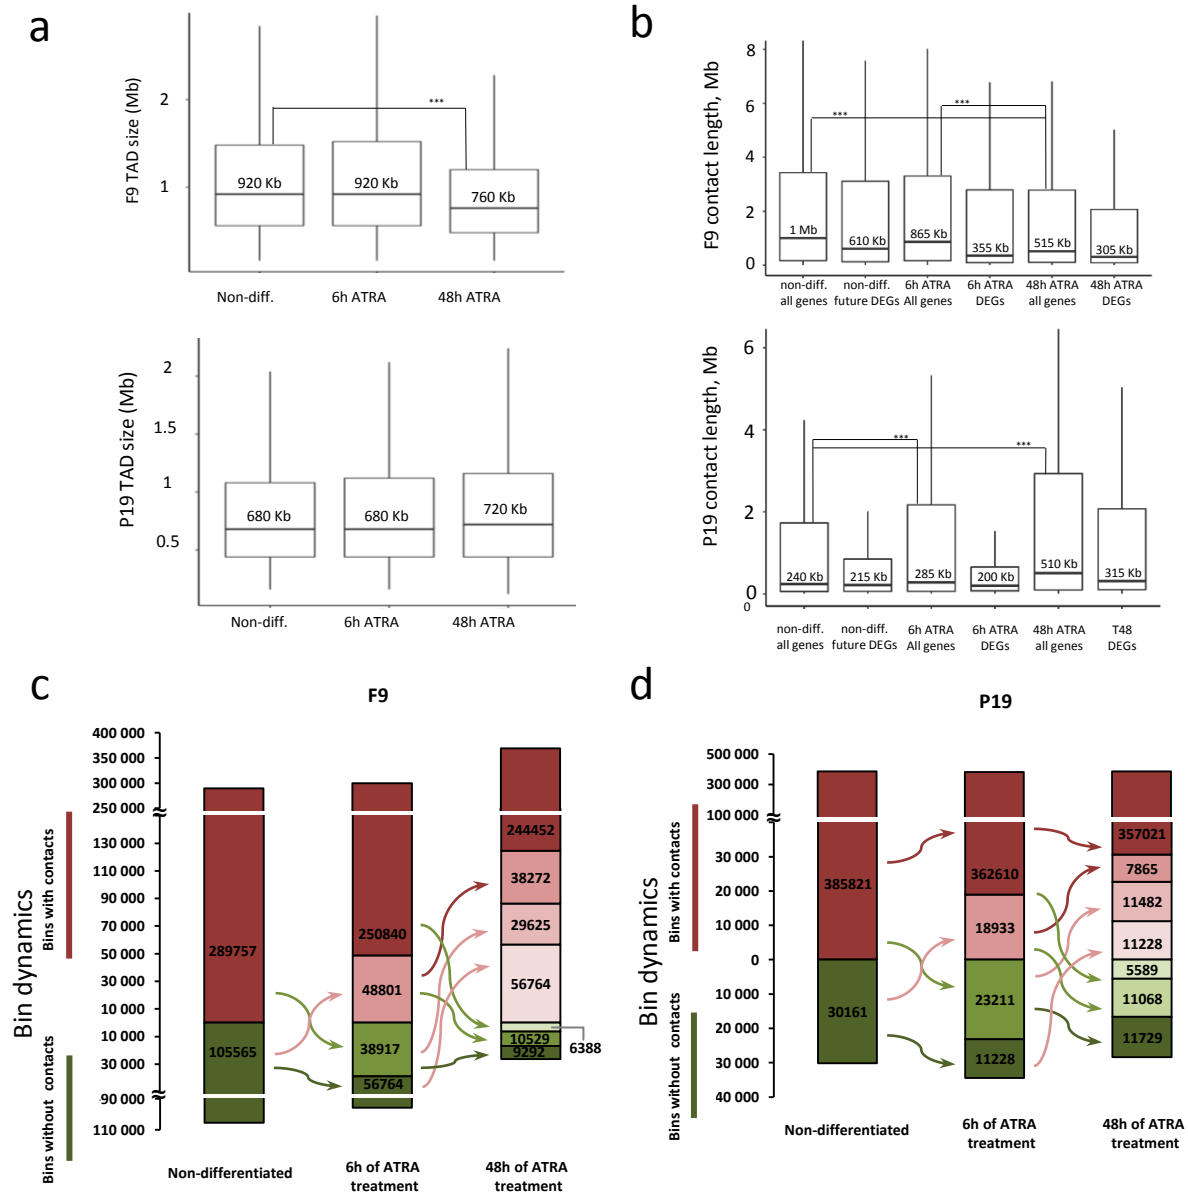 a
F9 TAD size (Mb)
2
1
920 Kb
920 Kb
760 Kb
***
Non-diff.
6h ATRA
48h ATRA
P19 TAD size (Mb)
2
1.5
1
0.5
680 Kb
680 Kb
720 Kb
Non-diff.
6h ATRA
48h ATRA
b
F9 contact length, Mb
8
6
4
2
0
***
***
1 Mb
610 Kb
865 Kb
355 Kb
515 Kb
305 Kb
non-diff.
all genes
non-diff.
future DEGs
6h ATRA
All genes
6h ATRA
DEGs
48h ATRA
all genes
48h ATRA
DEGs
P19 contact length, Mb
6
4
2
0
0
***
***
240 Kb
215 Kb
285 Kb
200 Kb
510 Kb
315 Kb
non-diff.
all genes
non-diff.
future DEGs
6h ATRA
All genes
6h ATRA
DEGs
48h ATRA
all genes
T48
DEGs
c
F9
Bin dynamics
Bins with contacts
Bins without contacts
400 000
350 000
300 000
250 000
130 000
110 000
90 000
70 000
50 000
30 000
10 000
10 000
30 000
90 000
110 000
289757
105565
250840
48801
38917
56764
244452
38272
29625
56764
6388
10529
9292
Non-differentiated
6h of ATRA
treatment
48h of ATRA
treatment
d
P19
Bin dynamics
Bins with contacts
Bins without contacts
500 000
100 000
30 000
20 000
10 000
0
10 000
20 000
30 000
40 000
385821
30161
362610
18933
23211
11228
357021
7865
11482
11228
5589
11068
11729
Non-differentiated
6h of ATRA
treatment
48h of ATRA
treatment